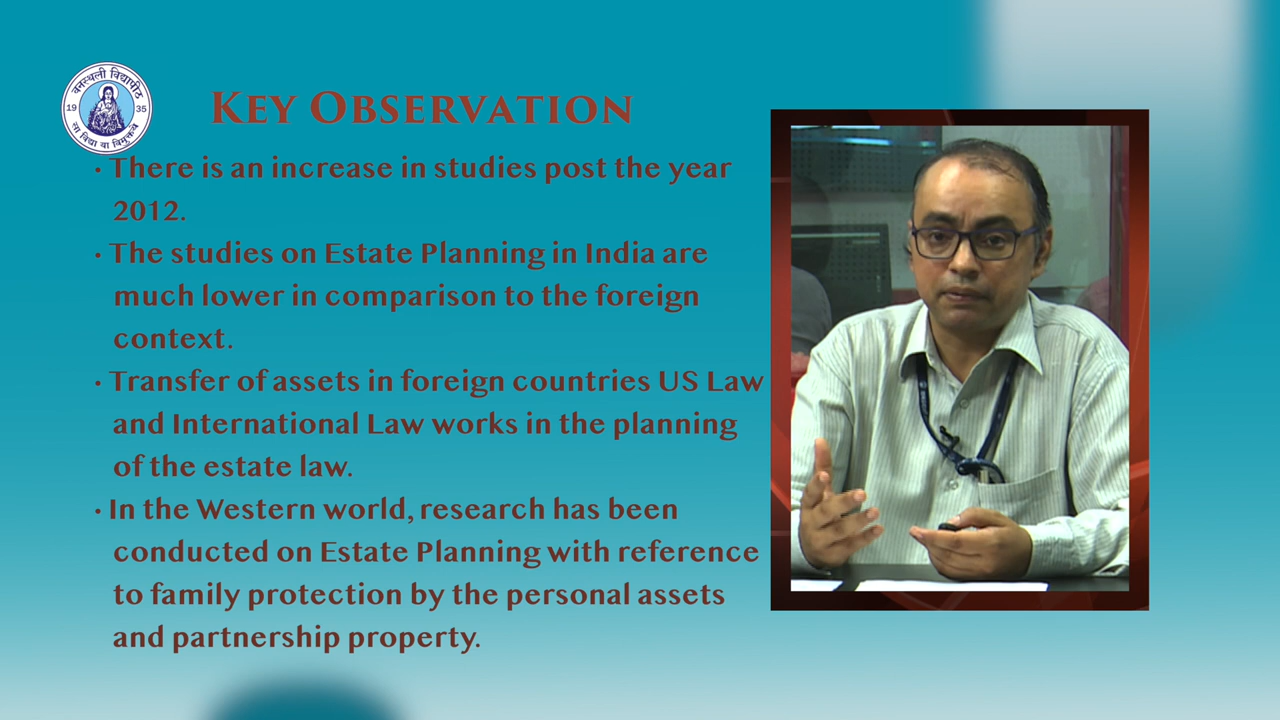 वनस्थली विद्यापीठ
19 35
सा विद्या या विमुक्तये
KEY OBSERVATION
• There is an increase in studies post the year
2012.
• The studies on Estate Planning in India are
much lower in comparison to the foreign
context.
• Transfer of assets in foreign countries US Law
and International Law works in the planning
of the estate law.
• In the Western world, research has been
conducted on Estate Planning with reference
to family protection by the personal assets
and partnership property.